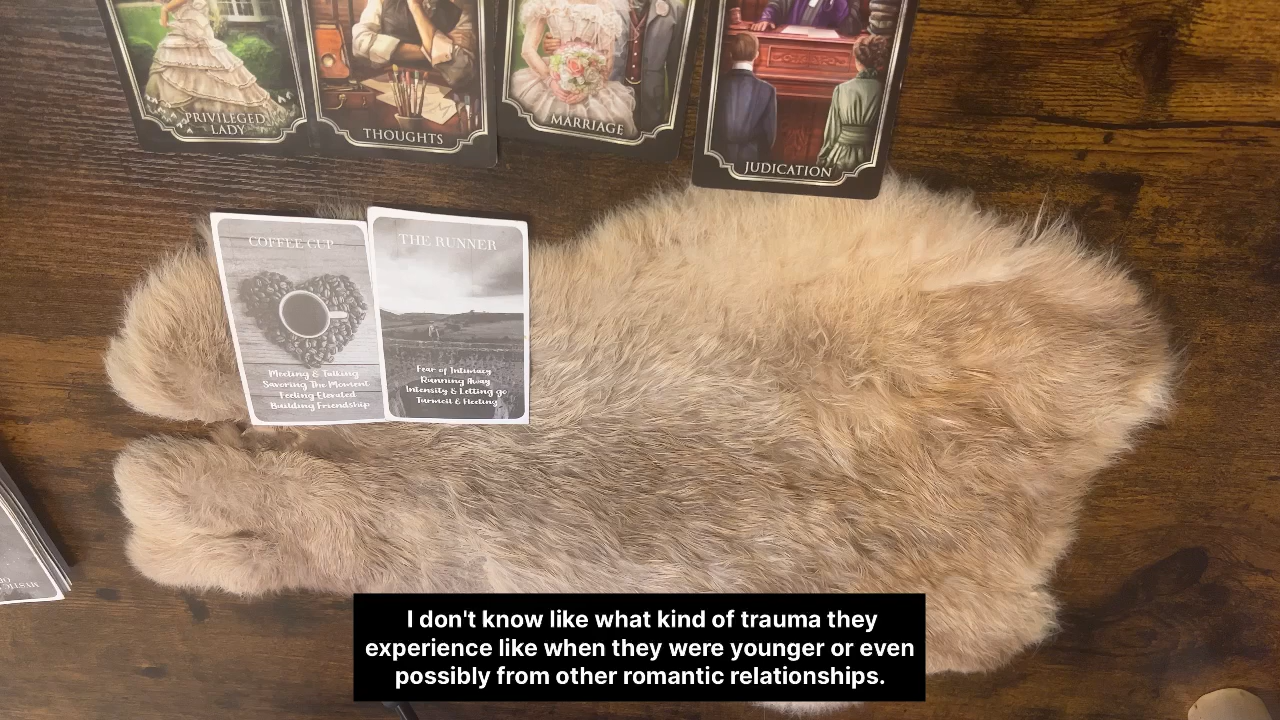 PRIVILEGED
LADY
THOUGHTS
MARRIAGE
JUDICATION
COFFEE CUP
Meeting & Talking
Savoring The Moment
Feeling Elevated
Building Friendship
THE RUNNER
Fear of Intimacy
Running Away
Intensity & Letting go
Turmoil & Fleeting
I don't know like what kind of trauma they
experience like when they were younger or even
possibly from other romantic relationships.